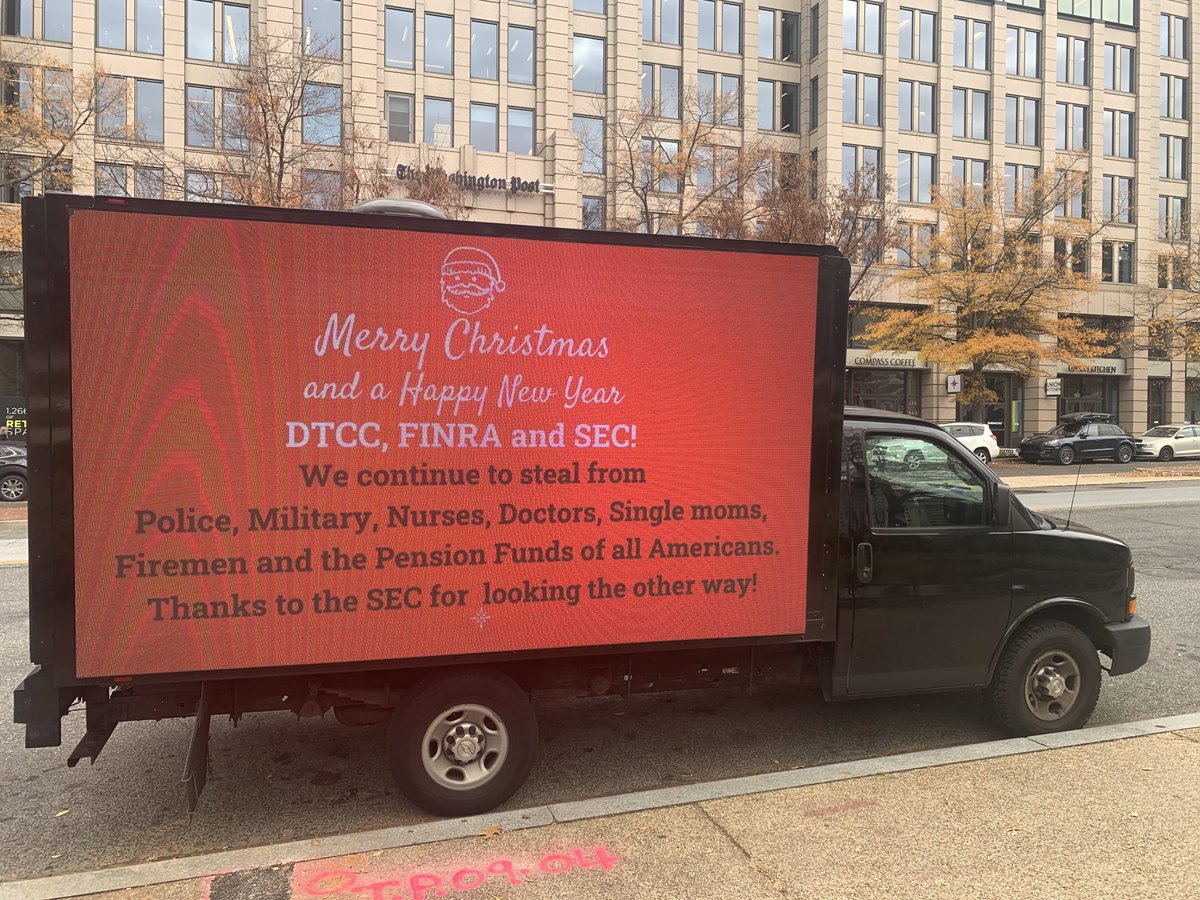 The Washington Post
Merry Christmas
and a Happy New Year
DTCC, FINRA and SEC!
We continue to steal from
Police, Military, Nurses, Doctors, Single moms,
Firemen and the Pension Funds of all Americans.
Thanks to the SEC for looking the other way!
COMPASS COFFEE
KITCHEN